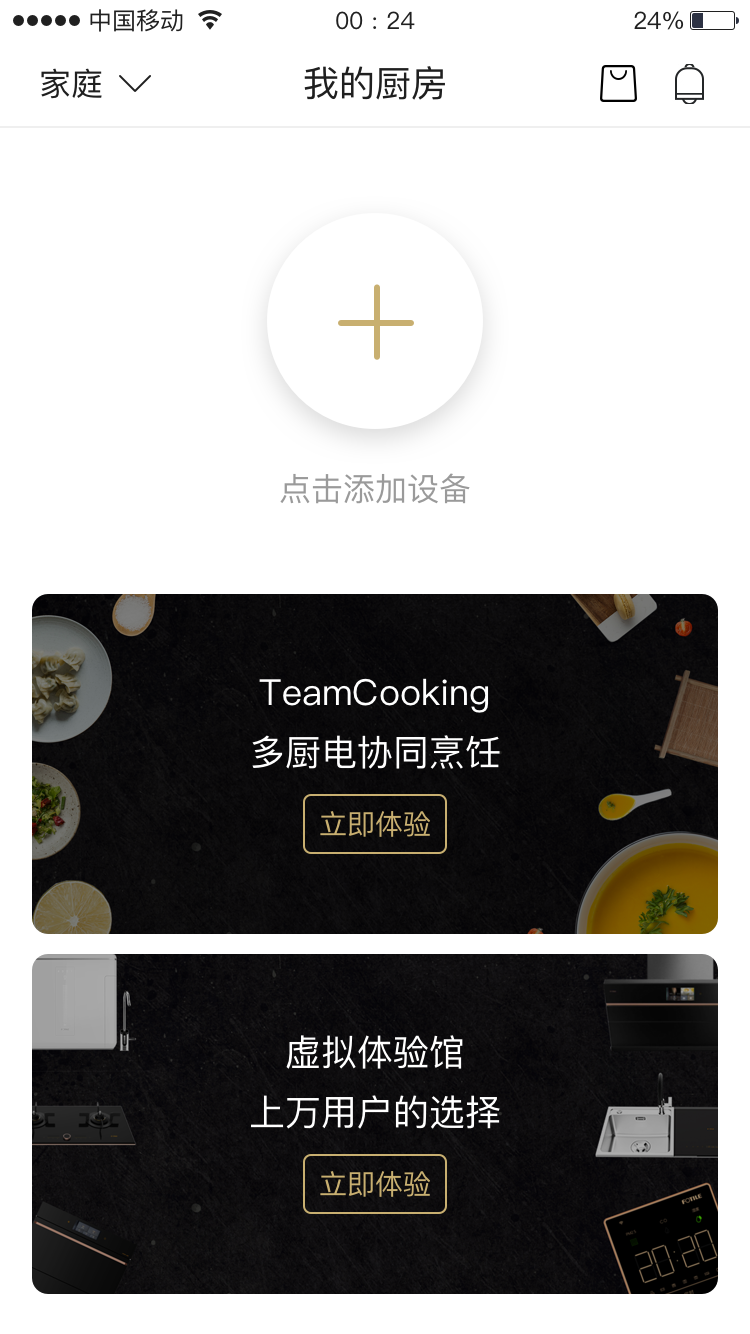 中国移动
00 : 24
24%
家庭
我的厨房
点击添加设备
TeamCooking
多厨电协同烹饪
立即体验
虚拟体验馆
上万用户的选择
立即体验
FOTILE
20:20